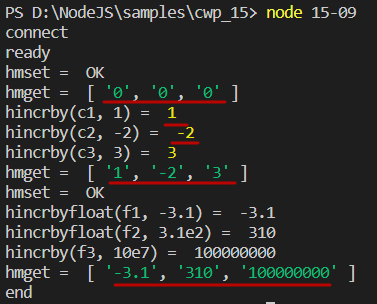 PS D:\NodeJS\samples\cwp_15> node 15-09
connect
ready
hmset =  OK
hmget =  [ '0', '0', '0' ]
hincrby(c1, 1) =  1
hincrby(c2, -2) =  -2
hincrby(c3, 3) =  3
hmget =  [ '1', '-2', '3' ]
hmset =  OK
hincrbyfloat(f1, -3.1) =  -3.1
hincrbyfloat(f2, 3.1e2) =  310
hincrby(f3, 10e7) =  100000000
hmget =  [ '-3.1', '310', '100000000' ]
end